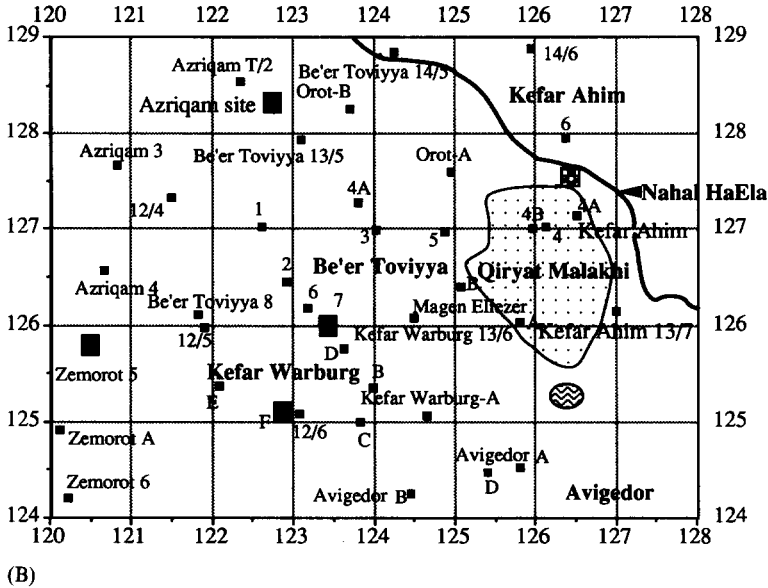 120 121 122 123 124 125 126 127 128
129 129
Azriqam T/2 Be'er Toviyya 14/5 14/6
Orot-B
Azriqam site Kefar Ahim
128 6 128
Azriqam 3 Be'er Toviyya 13/5 Orot-A
Nahal HaEla
12/4 4A 4B 4A
127 1 3 5 4 Kefar Ahim 127
Be'er Toviyya Qiryat Malakhi
2 B
Azriqam 4
Be'er Toviyya 8 6 7 Magen Eliezer
126 12/5 Kefar Warburg 13/6 A Kefar Ahim 13/7 126
D
Zemorot 5 Kefar Warburg B
E Kefar Warburg-A
125 F 12/6 C 125
Zemorot A
Avigedor A
Zemorot 6 D
Avigedor B Avigedor
124 124
120 121 122 123 124 125 126 127 128
(B)